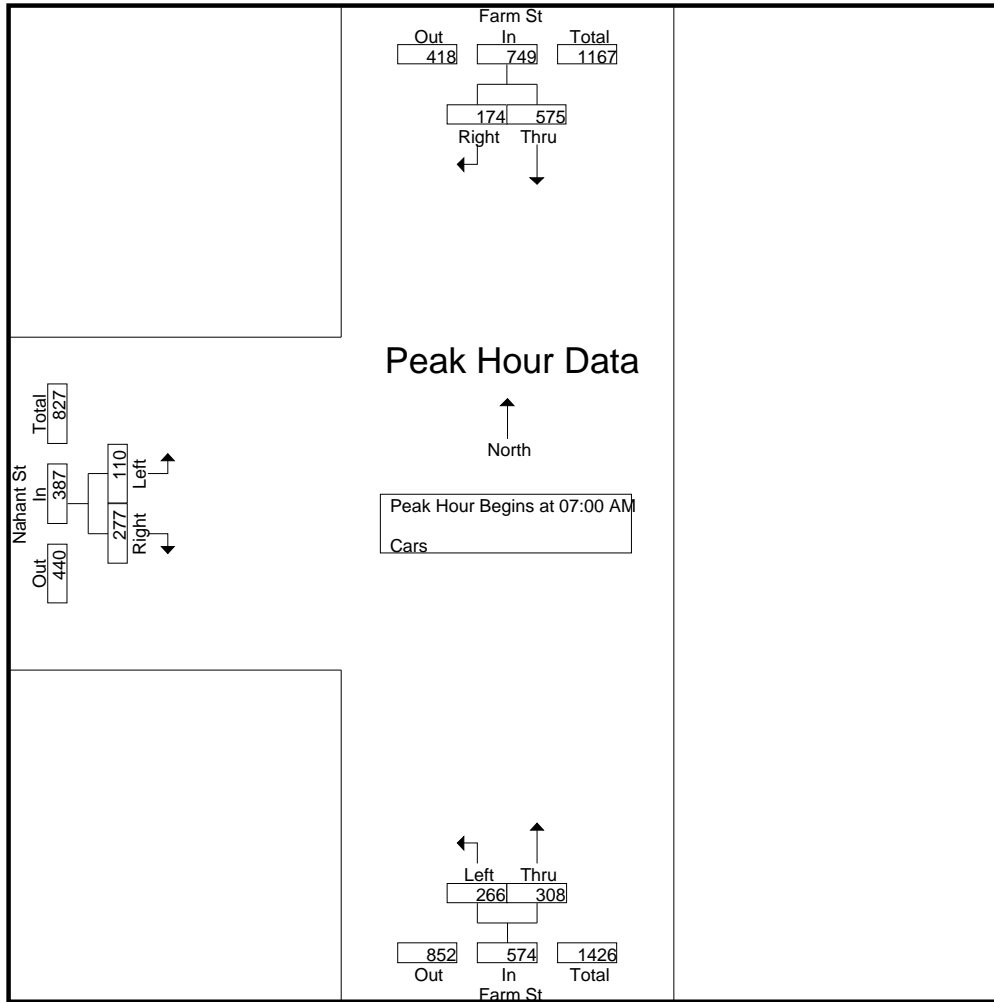 Farm St
Out In Total
418 749 1167
174 575
Right Thru
Peak Hour Data
North
Peak Hour Begins at 07:00 AM
Cars
Nahant St
Out In Total
440 387 827
277 110
Right Left
Left Thru
266 308
852 574 1426
Out In Total
Farm St